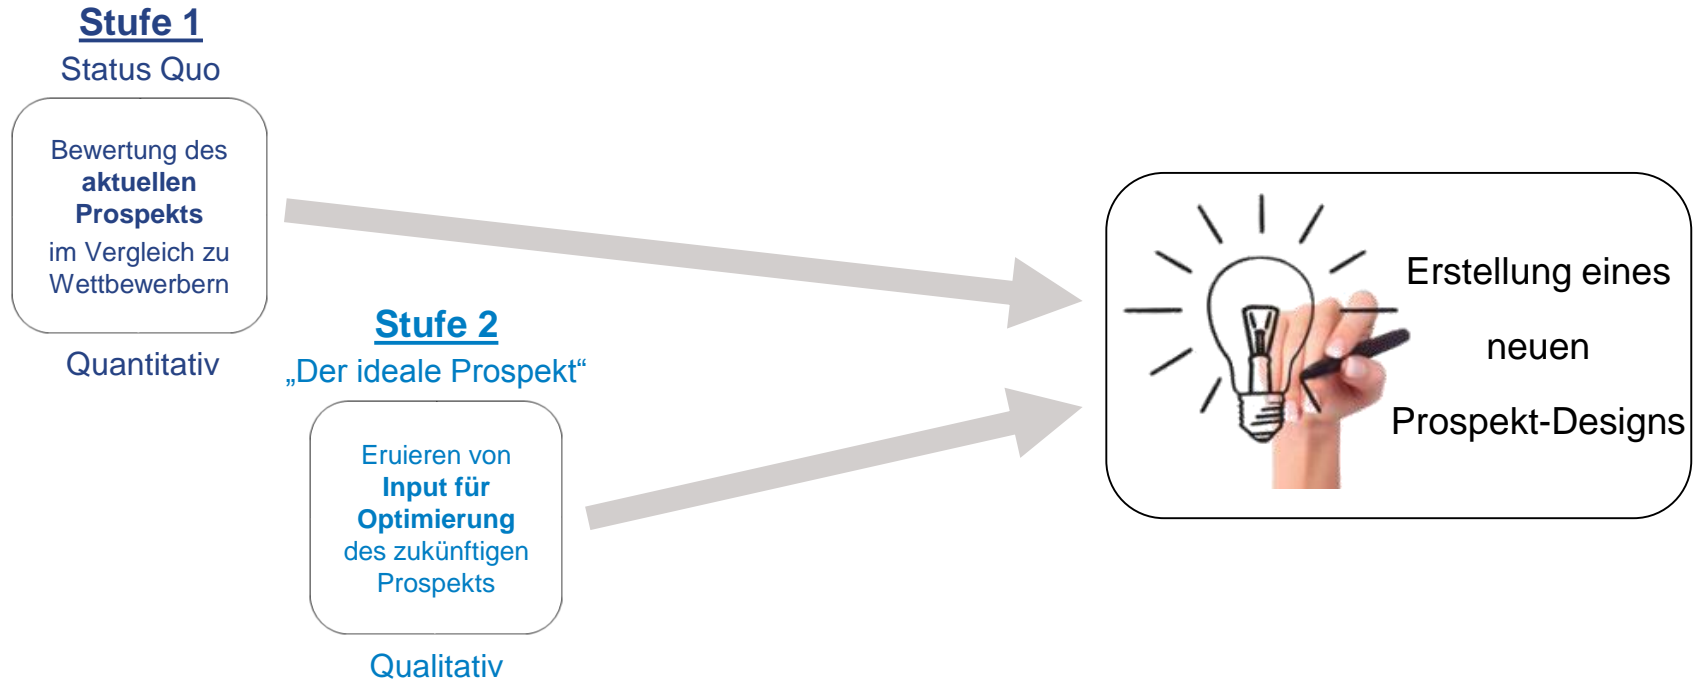 Stufe 1
Status Quo
Bewertung des
aktuellen
Prospekts
im Vergleich zu
Wettbewerbern
Quantitativ
Stufe 2
„Der ideale Prospekt“
Eruieren von
Input für
Optimierung
des zukünftigen
Prospekts
Qualitativ
Erstellung eines
neuen
Prospekt-Designs